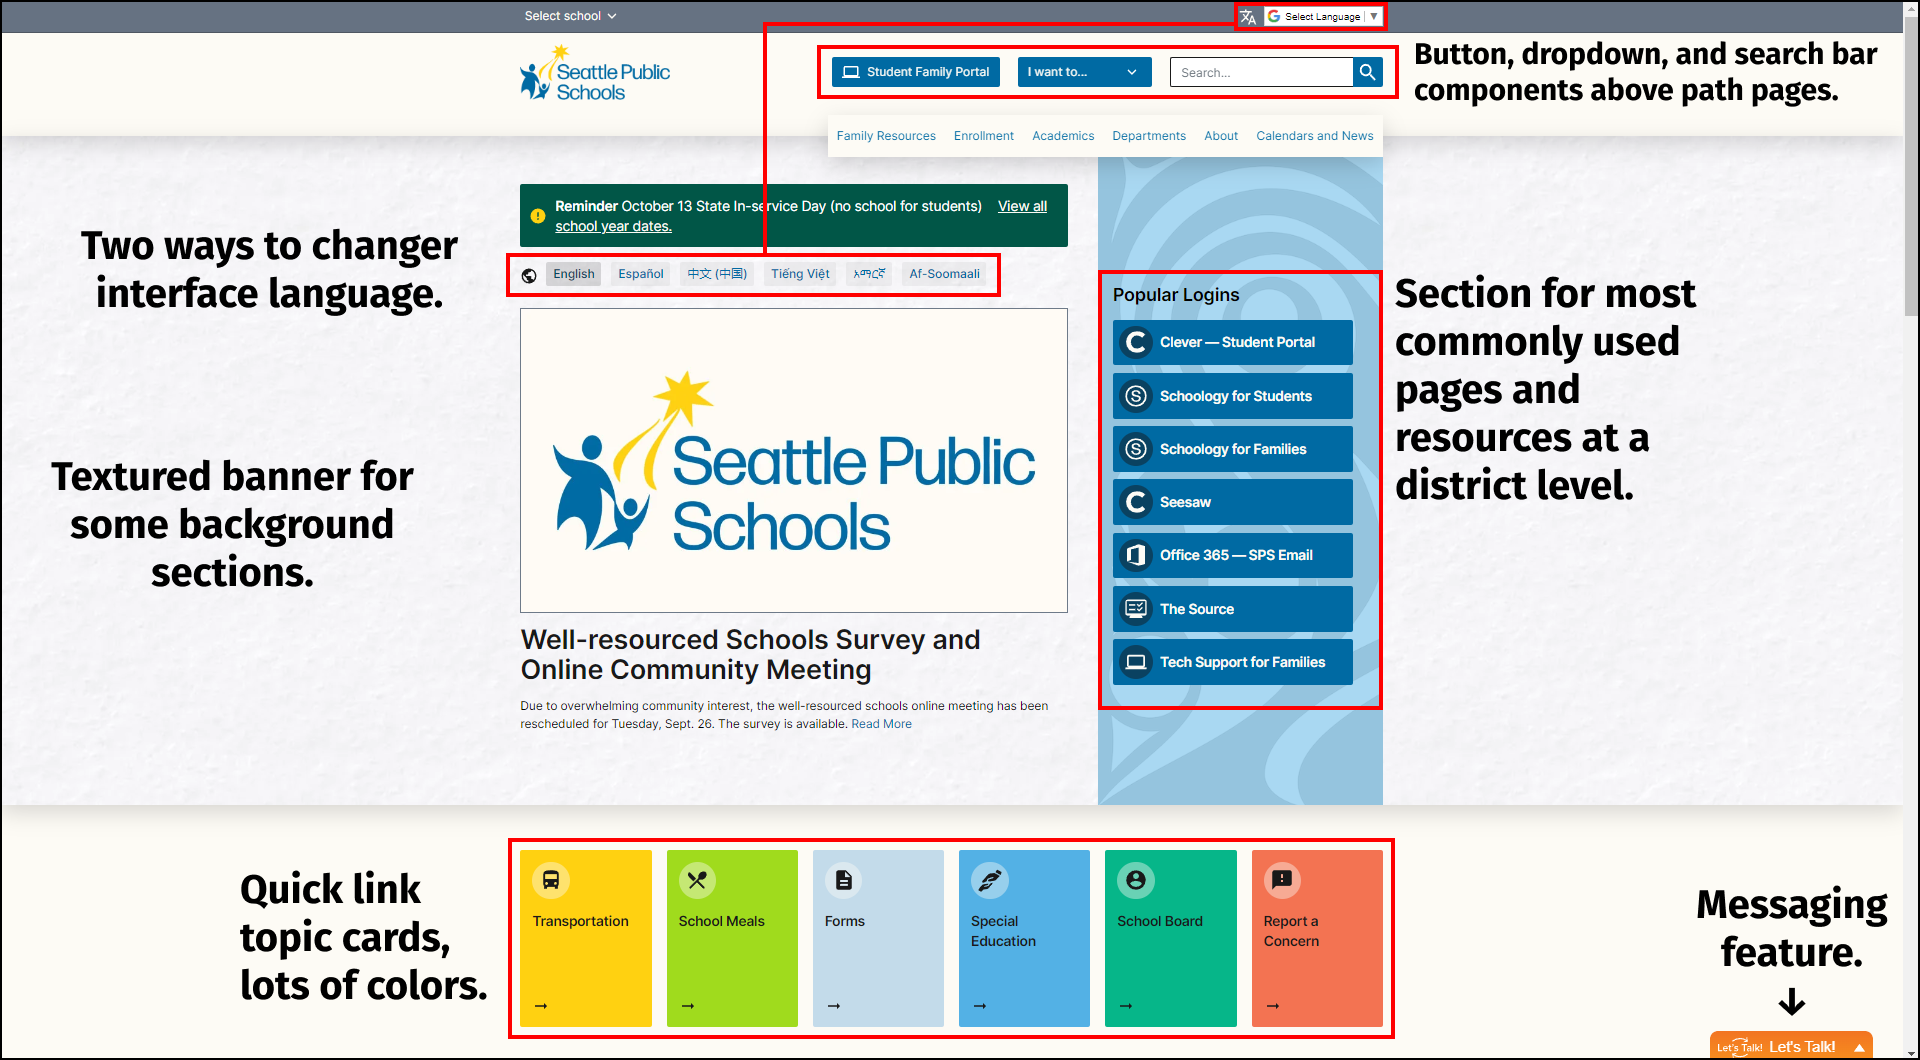 Select school
Select Language
Seattle Public
Schools
Student Family Portal
I want to...
Search...
Button, dropdown, and search bar
components above path pages.
Family Resources
Enrollment
Academics
Departments
About
Calendars and News
Reminder October 13 State In-service Day (no school for students) View all
school year dates.
Two ways to changer
interface language.
English
Español
中文 (中国)
Tiếng Việt
አማርኛ
Af-Soomaali
Popular Logins
Clever — Student Portal
Schoology for Students
Schoology for Families
Seesaw
Office 365 — SPS Email
The Source
Tech Support for Families
Section for most
commonly used
pages and
resources at a
district level.
Textured banner for
some background
sections.
Seattle Public
Schools
Well-resourced Schools Survey and
Online Community Meeting
Due to overwhelming community interest, the well-resourced schools online meeting has been
rescheduled for Tuesday, Sept. 26. The survey is available. Read More
Quick link
topic cards,
lots of colors.
Transportation
School Meals
Forms
Special
Education
School Board
Report a
Concern
Messaging
feature.
Let's Talk! Let's Talk!